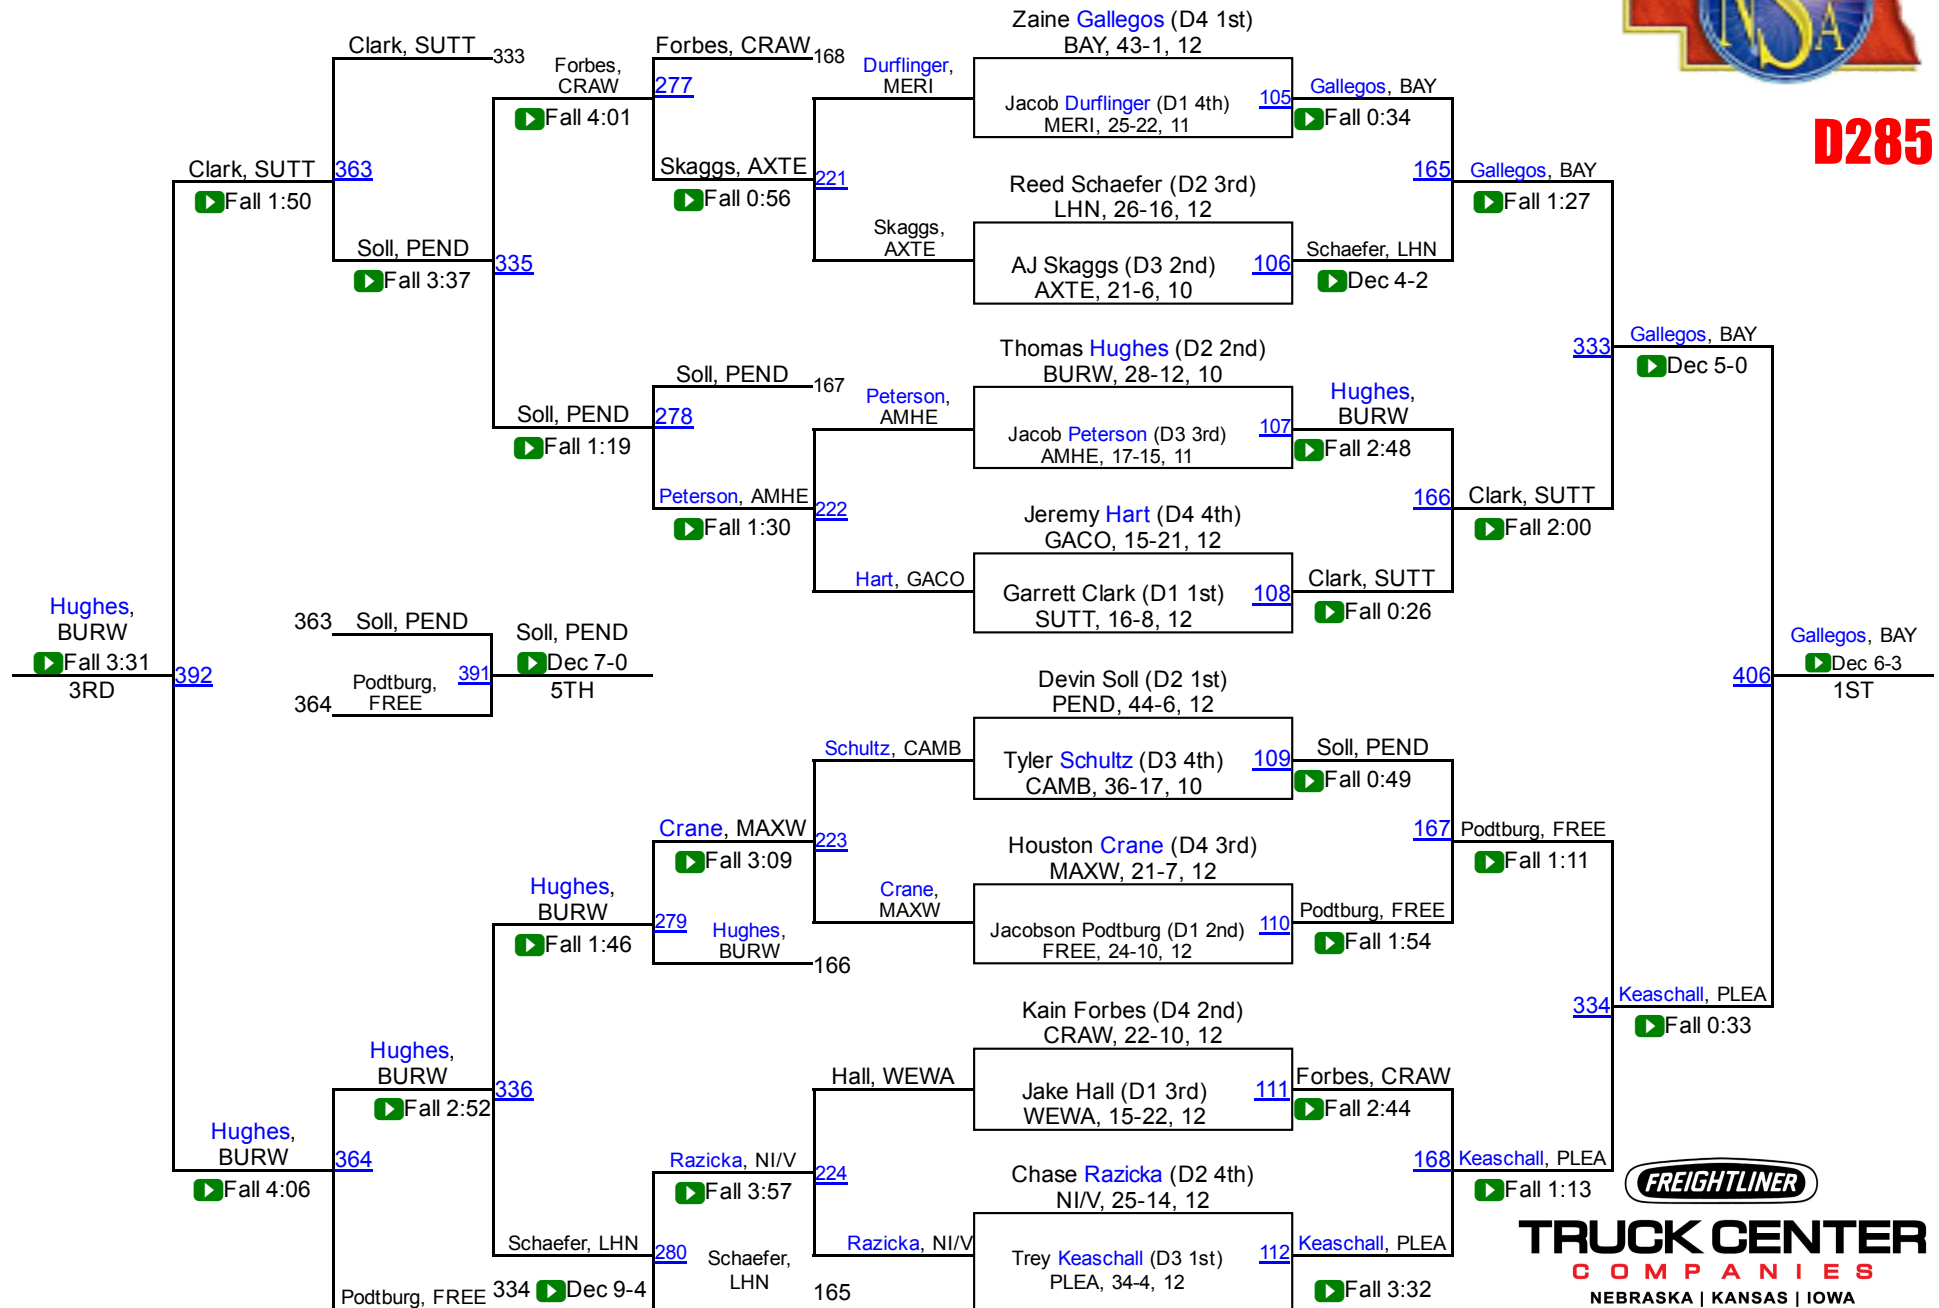 NSA
D285
Clark, SUTT
333
Forbes,
CRAW
Fall 4:01
Forbes, CRAW
168
277
Skaggs, AXTE
Fall 0:56
221
Durflinger,
MERI
Skaggs,
AXTE
Zaine Gallegos (D4 1st)
BAY, 43-1, 12
Jacob Durflinger (D1 4th)
MERI, 25-22, 11
105
Gallegos, BAY
Fall 0:34
Reed Schaefer (D2 3rd)
LHN, 26-16, 12
AJ Skaggs (D3 2nd)
AXTE, 21-6, 10
106
Schaefer, LHN
Dec 4-2
165
Gallegos, BAY
Fall 1:27
Clark, SUTT
Fall 1:50
363
Soll, PEND
Fall 3:37
335
Soll, PEND
Fall 1:19
Soll, PEND
167
278
Peterson, AMHE
Fall 1:30
222
Peterson,
AMHE
Hart, GACO
Thomas Hughes (D2 2nd)
BURW, 28-12, 10
Jacob Peterson (D3 3rd)
AMHE, 17-15, 11
107
Hughes,
BURW
Fall 2:48
Jeremy Hart (D4 4th)
GACO, 15-21, 12
Garrett Clark (D1 1st)
SUTT, 16-8, 12
108
Clark, SUTT
Fall 0:26
166
Clark, SUTT
Fall 2:00
333
Gallegos, BAY
Dec 5-0
Hughes,
BURW
Fall 3:31
3RD
392
363
Soll, PEND
364
Podtburg,
FREE
391
Soll, PEND
Dec 7-0
5TH
406
Gallegos, BAY
Dec 6-3
1ST
Devin Soll (D2 1st)
PEND, 44-6, 12
Tyler Schultz (D3 4th)
CAMB, 36-17, 10
109
Soll, PEND
Fall 0:49
Schultz, CAMB
Crane, MAXW
Fall 3:09
223
Crane,
MAXW
Houston Crane (D4 3rd)
MAXW, 21-7, 12
Jacobson Podtburg (D1 2nd)
FREE, 24-10, 12
110
Podtburg, FREE
Fall 1:54
167
Podtburg, FREE
Fall 1:11
Hughes,
BURW
Fall 1:46
279
Hughes,
BURW
166
334
Keaschall, PLEA
Fall 0:33
Hughes,
BURW
Fall 2:52
336
Hall, WEWA
Kain Forbes (D4 2nd)
CRAW, 22-10, 12
Jake Hall (D1 3rd)
WEWA, 15-22, 12
111
Forbes, CRAW
Fall 2:44
Hughes,
BURW
Fall 4:06
364
Razicka, NI/V
Fall 3:57
224
Razicka, NI/V
Chase Razicka (D2 4th)
NI/V, 25-14, 12
Trey Keaschall (D3 1st)
PLEA, 34-4, 12
112
Keaschall, PLEA
Fall 3:32
168
Keaschall, PLEA
Fall 1:13
Schaefer, LHN
Dec 9-4
280
Schaefer,
LHN
165
Podtburg, FREE
334
FREIGHTLINER
TRUCK CENTER
COMPANIES
NEBRASKA | KANSAS | IOWA